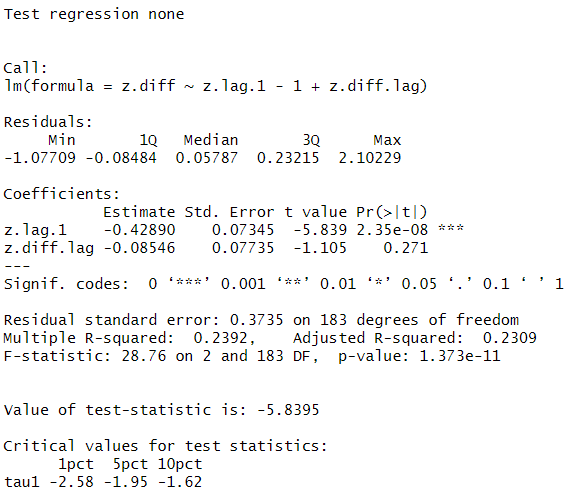 Test regression none
Call:
lm(formula = z.diff ~ z.lag.1 - 1 + z.diff.lag)
Residuals:
Min 1Q Median 3Q Max
-1.07709 -0.08484 0.05787 0.23215 2.10229
Coefficients:
Estimate Std. Error t value Pr(>|t|)
z.lag.1 -0.42890 0.07345 -5.839 2.35e-08 ***
z.diff.lag -0.08546 0.07735 -1.105 0.271
---
Signif. codes: 0 ‘***’ 0.001 ‘**’ 0.01 ‘*’ 0.05 ‘.’ 0.1 ‘ ’ 1
Residual standard error: 0.3735 on 183 degrees of freedom
Multiple R-squared: 0.2392, Adjusted R-squared: 0.2309
F-statistic: 28.76 on 2 and 183 DF, p-value: 1.373e-11
Value of test-statistic is: -5.8395
Critical values for test statistics:
1pct 5pct 10pct
tau1 -2.58 -1.95 -1.62